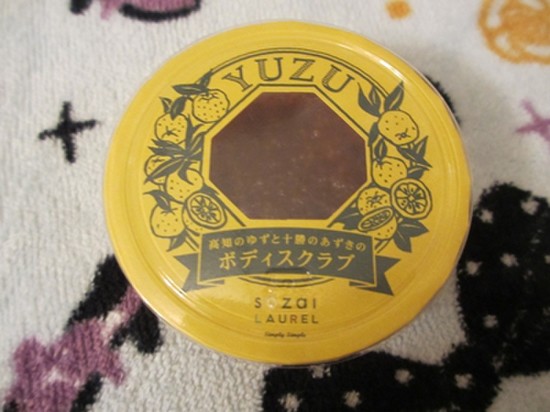 YUZU
高知のゆずと十勝のあずきの
ボディスクラブ
sozai
LAUREL
Simply Simple